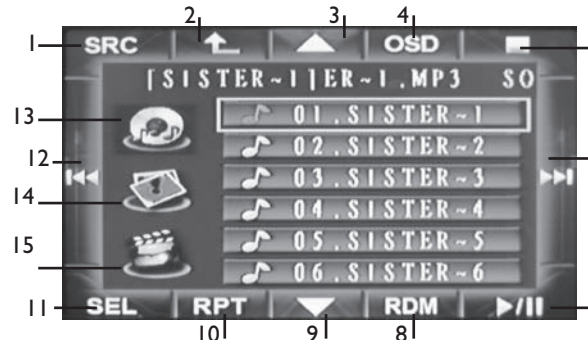 2 3 4
1 SRC OSD
[SISTER~1]ER~1.MP3 SO
13 01.SISTER~1
02.SISTER~2
12 03.SISTER~3
14 04.SISTER~4
15 05.SISTER~5
06.SISTER~6
11 SEL RPT RDM
10 9 8